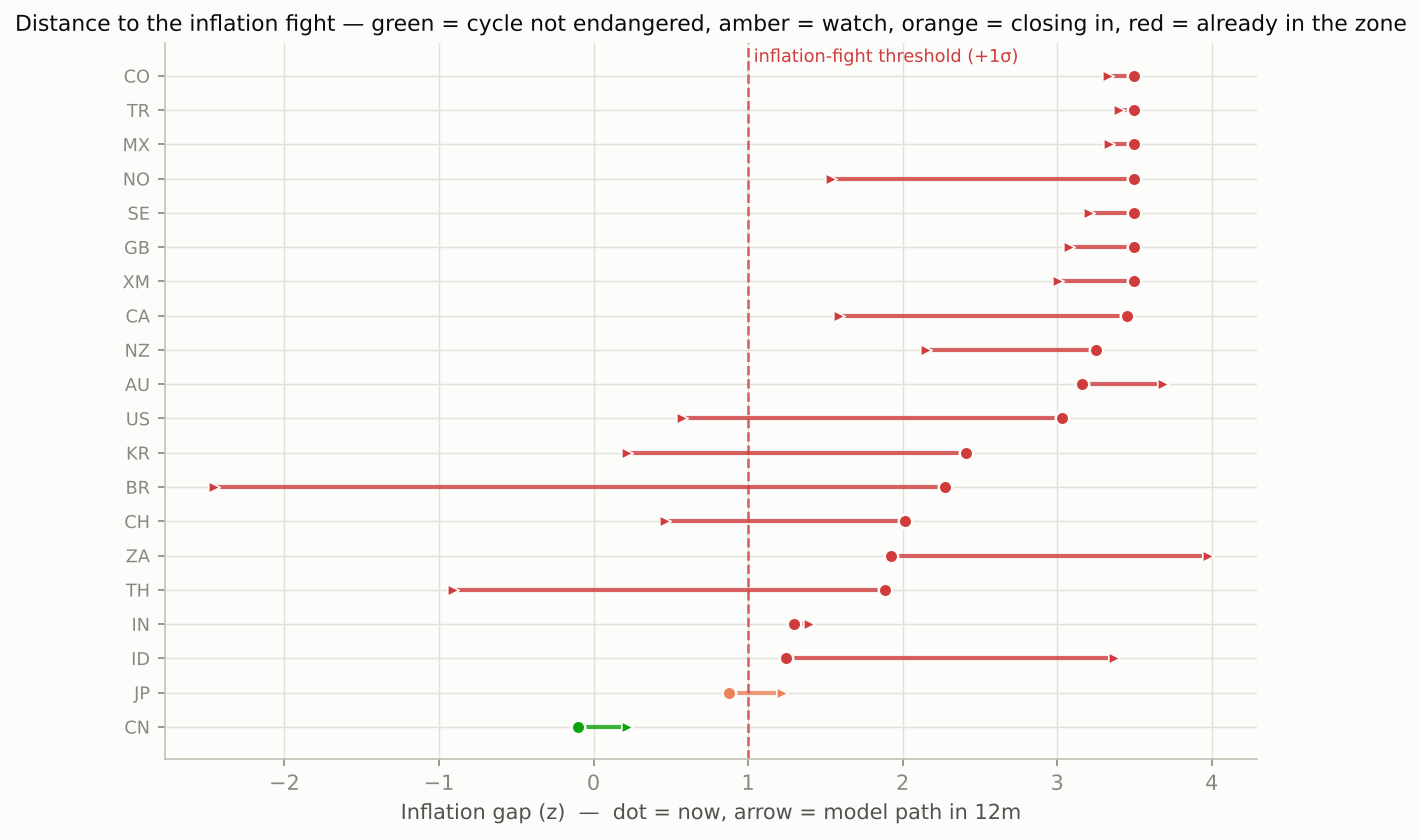 Distance to the inflation fight — green = cycle not endangered, amber = watch, orange = closing in, red = already in the zone
inflation-fight threshold (+1σ)
CO
TR
MX
NO
SE
GB
XM
CA
NZ
AU
US
KR
BR
CH
ZA
TH
IN
ID
JP
CN
−2 −1 0 1 2 3 4
Inflation gap (z) — dot = now, arrow = model path in 12m